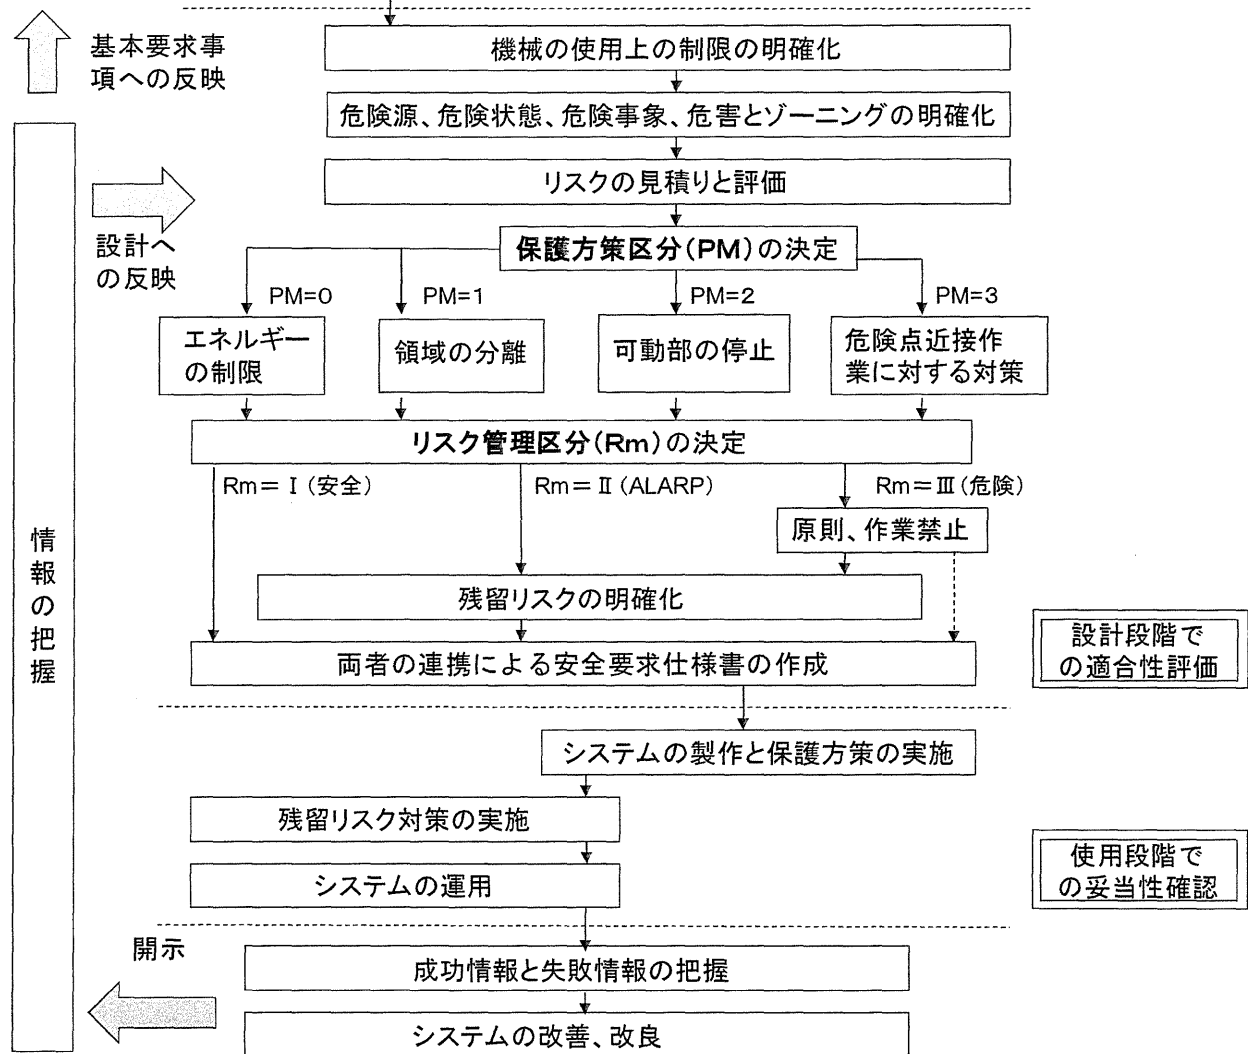 基本要求事
項への反映
機械の使用上の制限の明確化
危険源、危険状態、危険事象、危害とゾーニングの明確化
リスクの見積りと評価
設計へ
の反映
保護方策区分(PM)の決定
PM=0
PM=1
PM=2
PM=3
エネルギー
の制限
領域の分離
可動部の停止
危険点近接作
業に対する対策
リスク管理区分(Rm)の決定
Rm=Ⅰ(安全)
Rm=Ⅱ(ALARP)
Rm=Ⅲ(危険)
原則、作業禁止
残留リスクの明確化
両者の連携による安全要求仕様書の作成
情報の把握
設計段階で
の適合性評価
システムの製作と保護方策の実施
残留リスク対策の実施
システムの運用
使用段階で
の妥当性確認
開示
成功情報と失敗情報の把握
システムの改善、改良